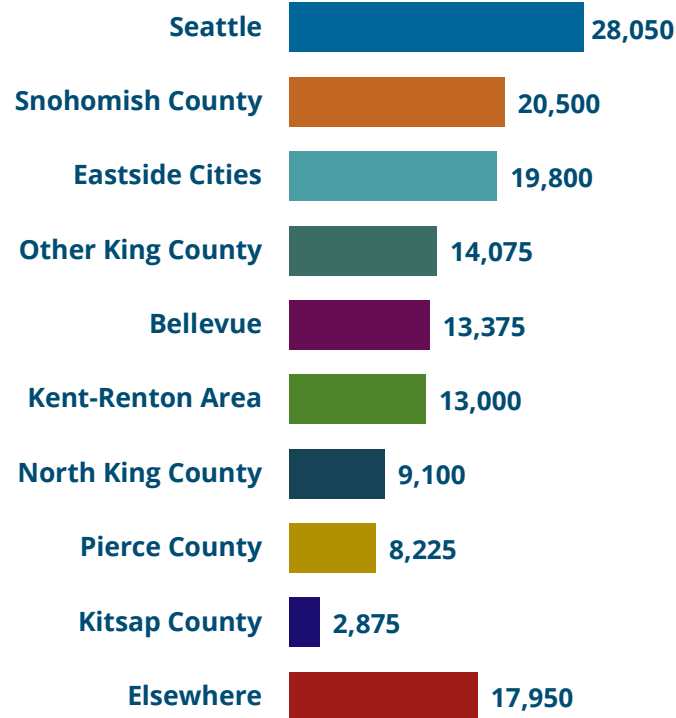 Seattle 28,050
Snohomish County 20,500
Eastside Cities 19,800
Other King County 14,075
Bellevue 13,375
Kent-Renton Area 13,000
North King County 9,100
Pierce County 8,225
Kitsap County 2,875
Elsewhere 17,950